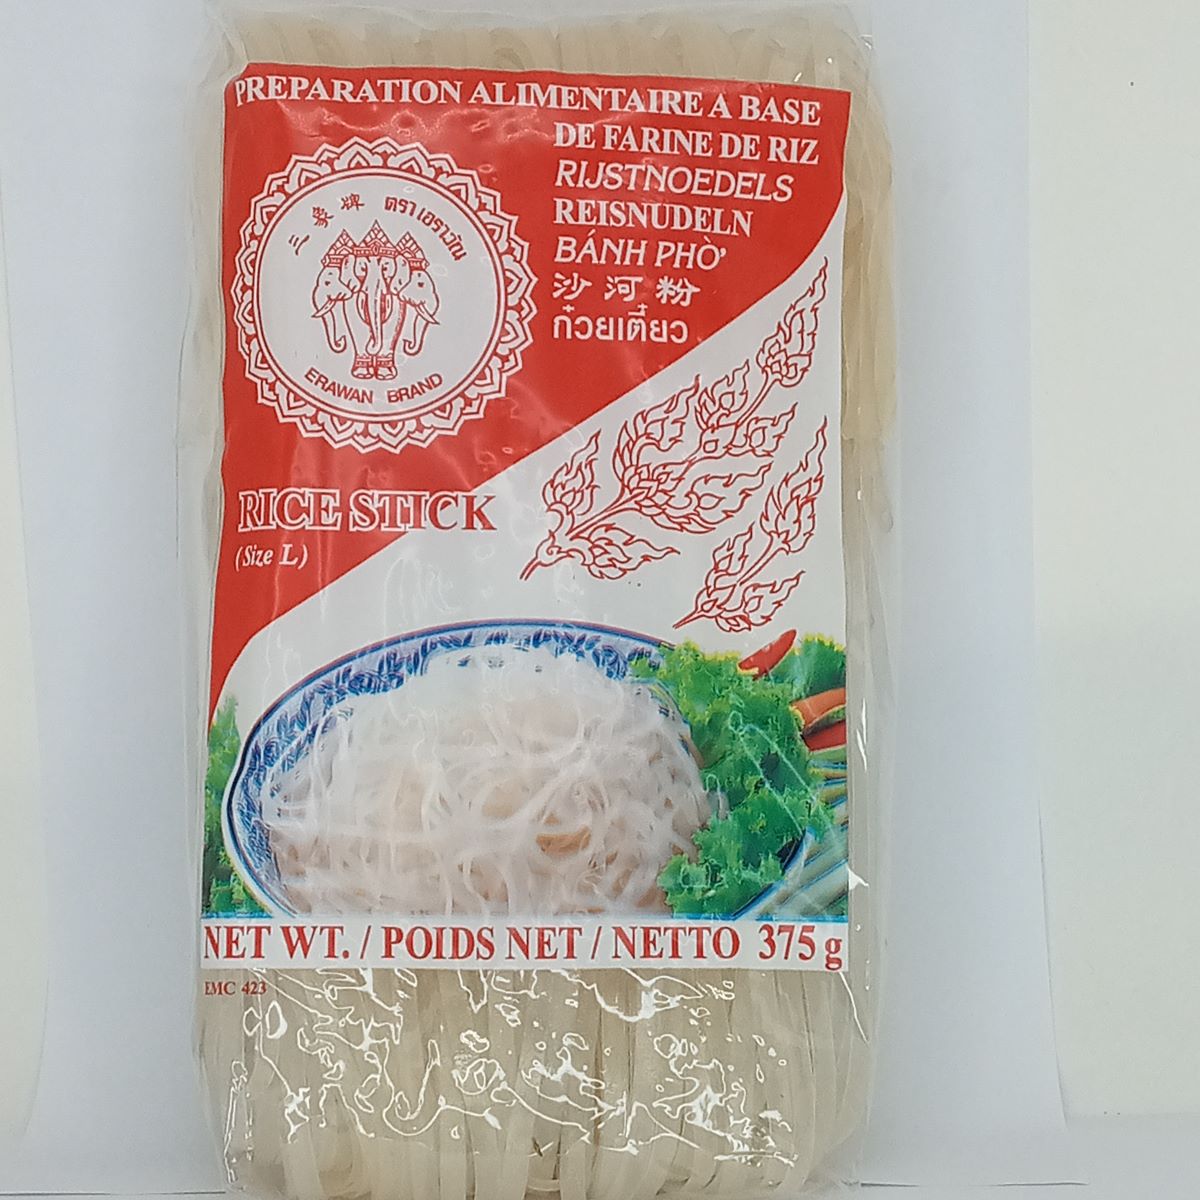 PREPARATION ALIMENTAIRE A BASE
DE FARINE DE RIZ
RIJSTNOEDELS
REISNUDELN
BÁNH PHỞ
沙河粉
ก๋วยเตี๋ยว
三象牌 ตราเอราวัณ
ERAWAN BRAND
RICE STICK
(Size L)
NET WT. / POIDS NET / NETTO 375 g
EMC 423